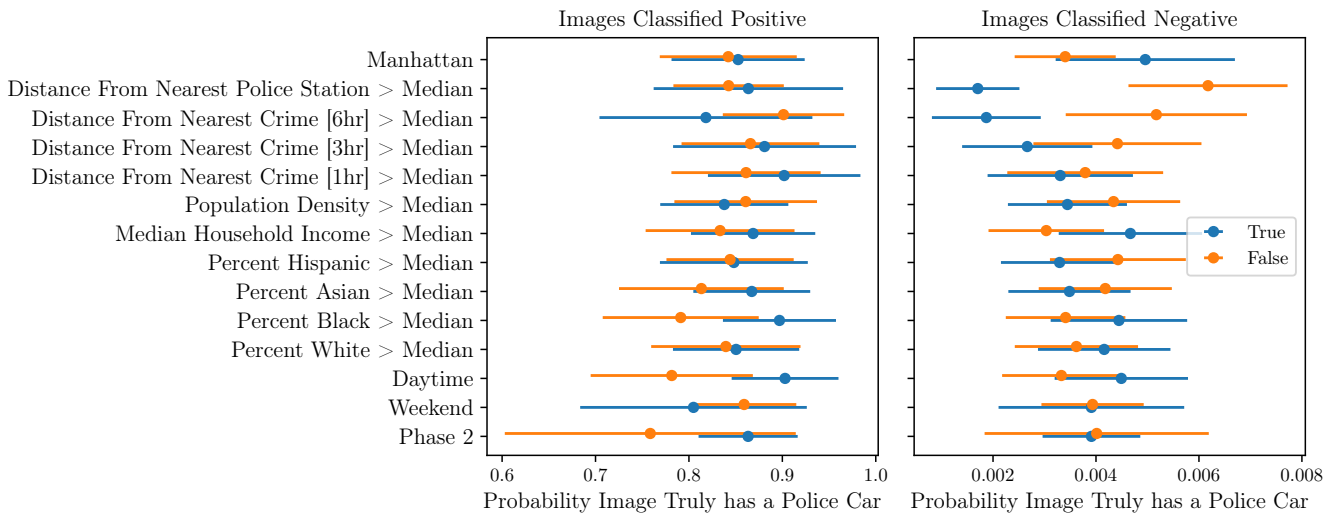 Images Classified Positive
Images Classified Negative
Manhattan
Distance From Nearest Police Station > Median
Distance From Nearest Crime [6hr] > Median
Distance From Nearest Crime [3hr] > Median
Distance From Nearest Crime [1hr] > Median
Population Density > Median
Median Household Income > Median
Percent Hispanic > Median
Percent Asian > Median
Percent Black > Median
Percent White > Median
Daytime
Weekend
Phase 2
True
False
0.6 0.7 0.8 0.9 1.0
0.002 0.004 0.006 0.008
Probability Image Truly has a Police Car
Probability Image Truly has a Police Car